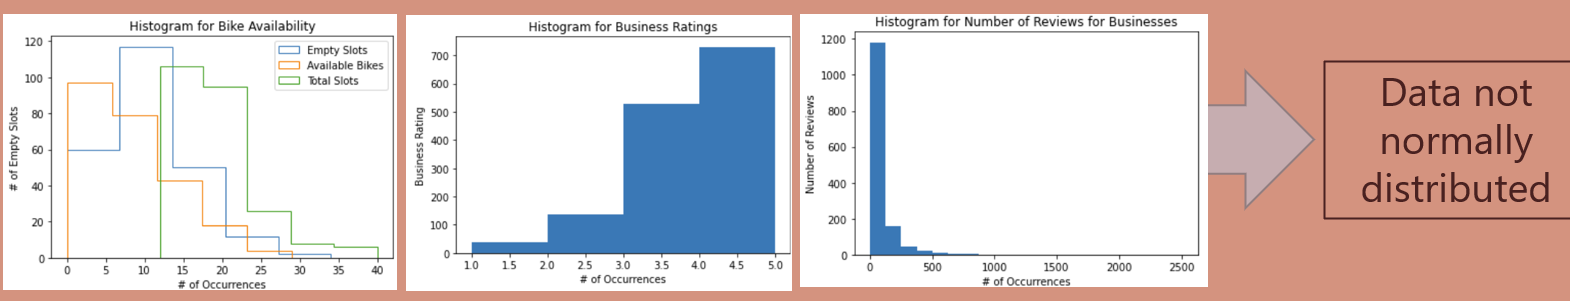 Histogram for Bike Availability
Empty Slots
Available Bikes
Total Slots
# of Empty Slots
120
100
80
60
40
20
0
0 5 10 15 20 25 30 35 40
# of Occurrences
Histogram for Business Ratings
Business Rating
700
600
500
400
300
200
100
0
1.0 1.5 2.0 2.5 3.0 3.5 4.0 4.5 5.0
# of Occurrences
Histogram for Number of Reviews for Businesses
Number of Reviews
1200
1000
800
600
400
200
0
0 500 1000 1500 2000 2500
# of Occurrences
Data not
normally
distributed